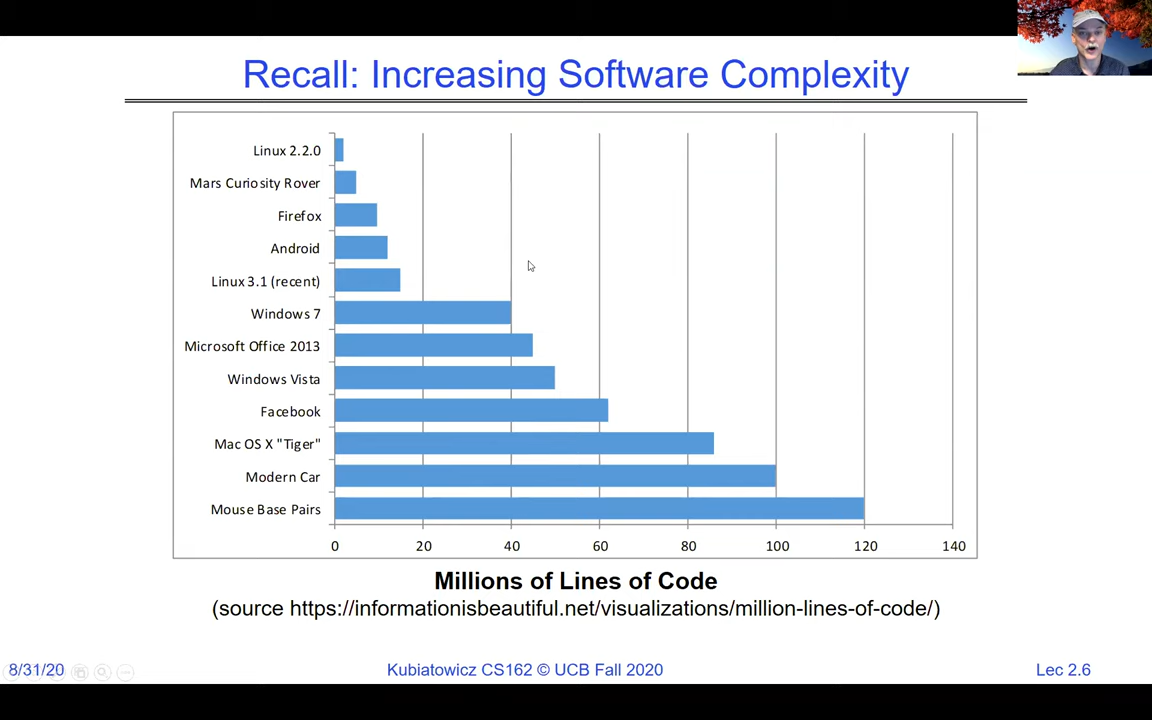 Recall: Increasing Software Complexity
Linux 2.2.0
Mars Curiosity Rover
Firefox
Android
Linux 3.1 (recent)
Windows 7
Microsoft Office 2013
Windows Vista
Facebook
Mac OS X "Tiger"
Modern Car
Mouse Base Pairs
0 20 40 60 80 100 120 140
Millions of Lines of Code
(source https://informationisbeautiful.net/visualizations/million-lines-of-code/)
8/31/20 Kubiatowicz CS162 © UCB Fall 2020 Lec 2.6